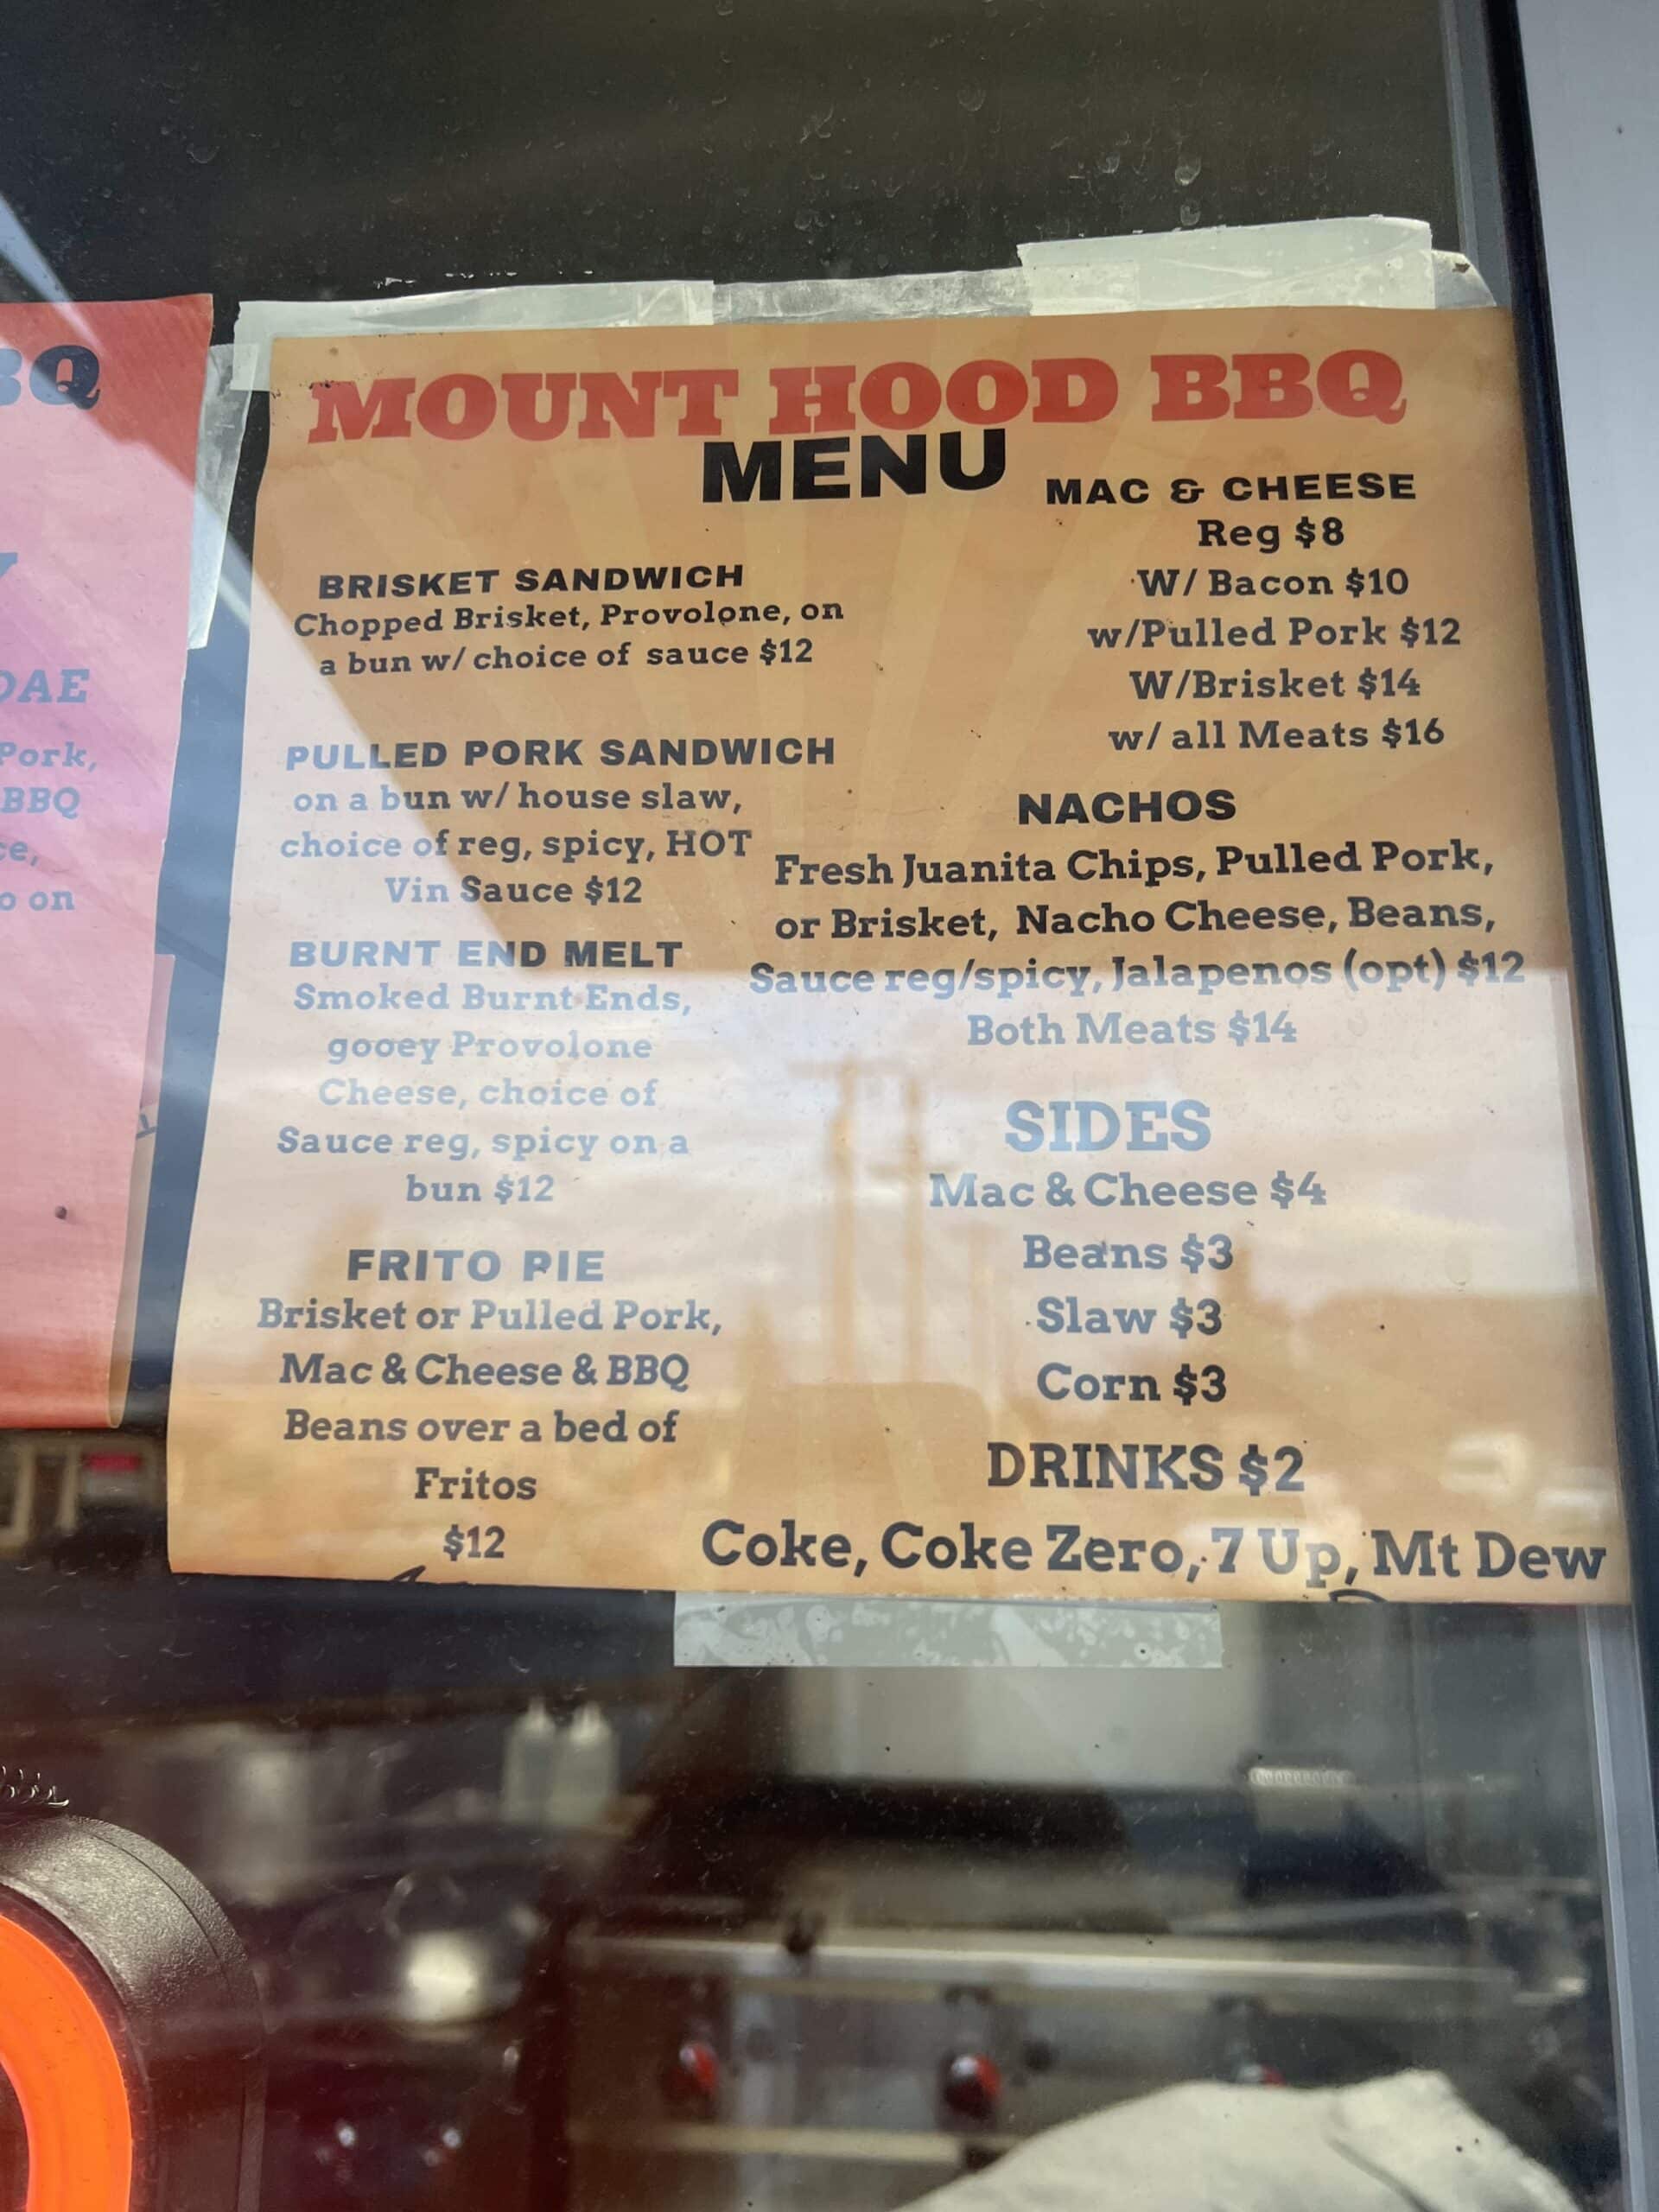 BQ
DAE
Pork,
BBQ
ce,
o on
MOUNT HOOD BBQ
MENU
BRISKET SANDWICH
Chopped Brisket, Provolone, on
a bun w/ choice of sauce $12
PULLED PORK SANDWICH
on a bun w/ house slaw,
choice of reg, spicy, HOT
Vin Sauce $12
BURNT END MELT
Smoked Burnt Ends,
gooey Provolone
Cheese, choice of
Sauce reg, spicy on a
bun $12
FRITO PIE
Brisket or Pulled Pork,
Mac & Cheese & BBQ
Beans over a bed of
Fritos
$12
MAC & CHEESE
Reg $8
W/ Bacon $10
w/Pulled Pork $12
W/Brisket $14
w/ all Meats $16
NACHOS
Fresh Juanita Chips, Pulled Pork,
or Brisket, Nacho Cheese, Beans,
Sauce reg/spicy, Jalapenos (opt) $12
Both Meats $14
SIDES
Mac & Cheese $4
Beans $3
Slaw $3
Corn $3
DRINKS $2
Coke, Coke Zero, 7 Up, Mt Dew